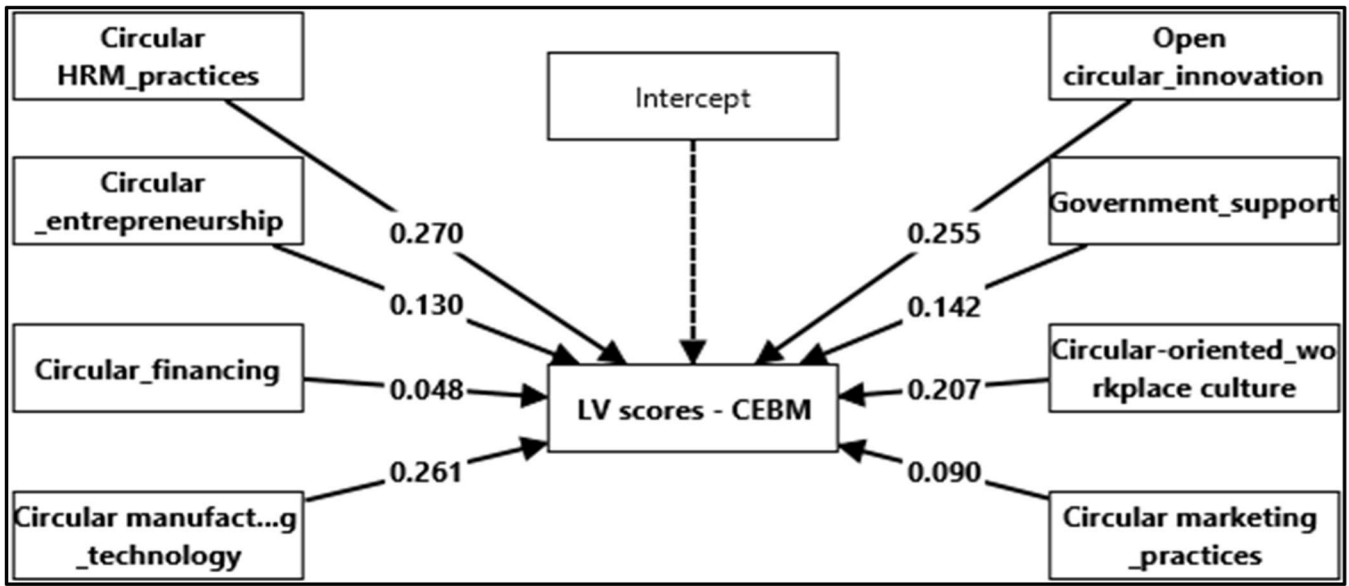 Circular
HRM_practices
Circular
_entrepreneurship
Circular_financing
Circular manufact...g
_technology
0.270
0.130
0.048
0.261
Intercept
LV scores - CEBM
0.255
0.142
0.207
0.090
Open
circular_innovation
Government_support
Circular-oriented_wo
rkplace culture
Circular marketing
_practices